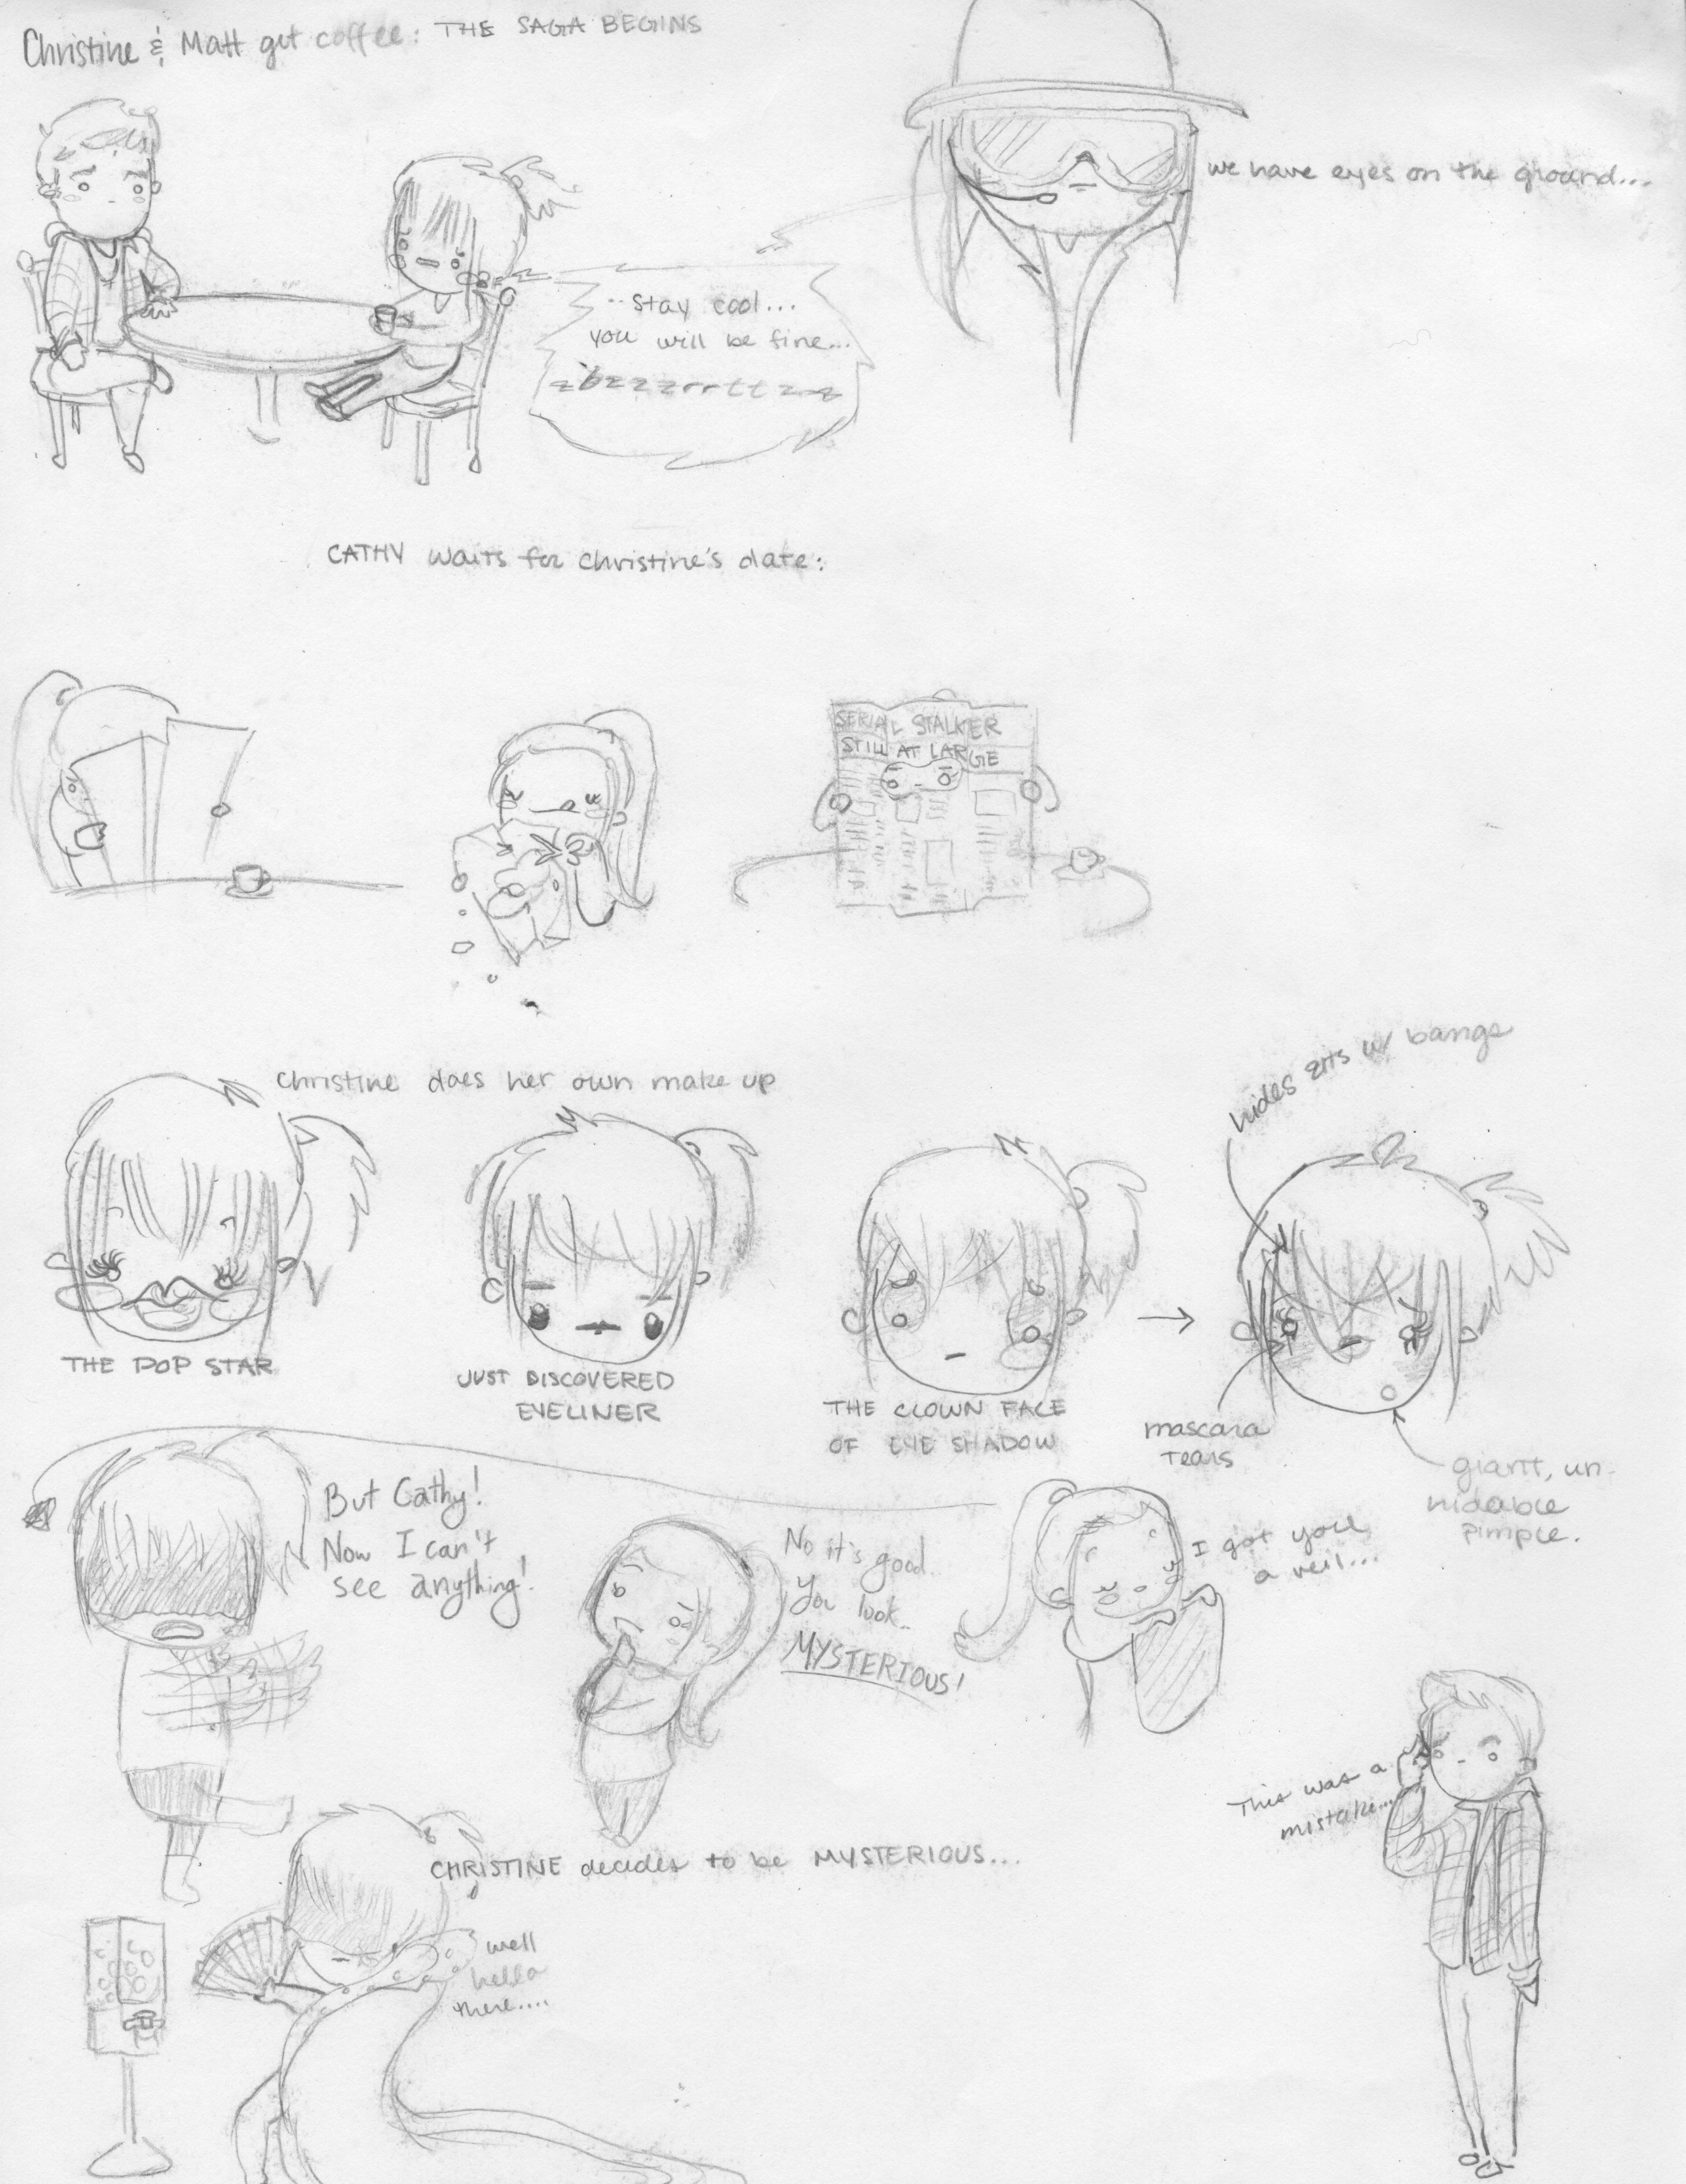 Christine & Matt get coffee: THE SAGA BEGINS
we have eyes on the ground...
..stay cool...
you will be fine...
zbzzzzrrttzzz
CATHY waits for christine's date:
SERIAL STALKER
STILL AT LARGE
christine does her own make up
hides zits w/ bangs
THE POP STAR
JUST DISCOVERED
EYELINER
THE CLOWN FACE
OF EYE SHADOW
mascara
tears
giant, un-
hideable
pimple.
But Cathy!
Now I can't
see anything!
No it's good..
You look..
MYSTERIOUS!
I got you
a veil...
This was a
mistake...
CHRISTINE decides to be MYSTERIOUS...
well
hello
there....